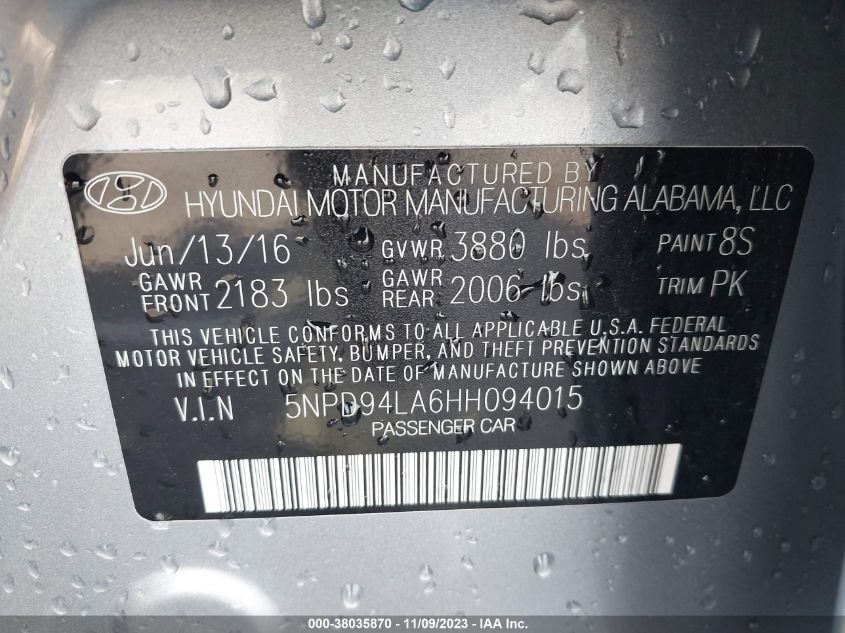 MANUFACTURED BY
HYUNDAI MOTOR MANUFACTURING ALABAMA, LLC
Jun/13/16 GVWR 3880 lbs PAINT 8S
GAWR FRONT 2183 lbs GAWR REAR 2006 lbs TRIM PK
THIS VEHICLE CONFORMS TO ALL APPLICABLE U.S.A. FEDERAL
MOTOR VEHICLE SAFETY, BUMPER, AND THEFT PREVENTION STANDARDS
IN EFFECT ON THE DATE OF MANUFACTURE SHOWN ABOVE
V.I.N 5NPD94LA6HH094015
PASSENGER CAR
000-38035870 - 11/09/2023 - IAA Inc.